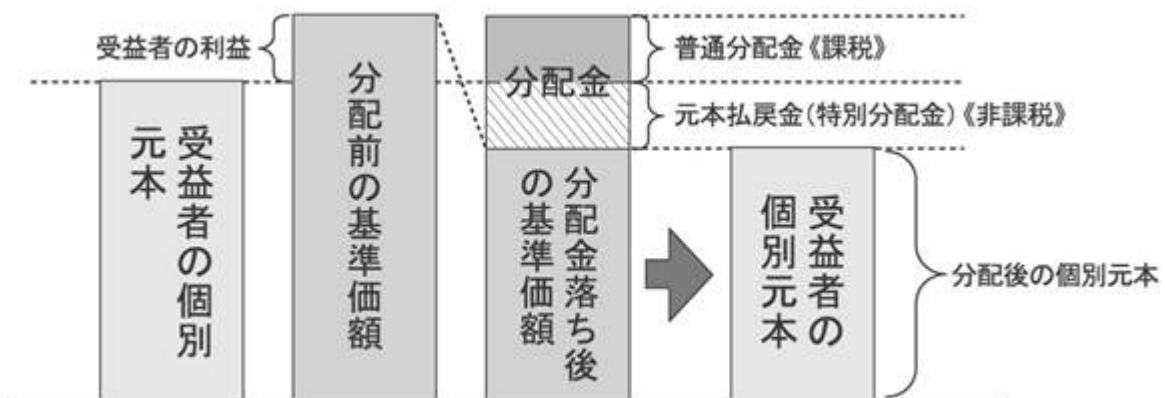 受益者の利益
受益者の個別
元本
分配前の基準価額
分配金
分配金落ち後
の基準価額
普通分配金《課税》
元本払戻金(特別分配金)《非課税》
受益者の
個別元本
分配後の個別元本